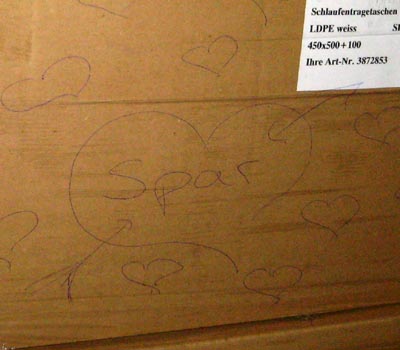 Schlaufentragetaschen
LDPE weiss
450x500+100
Ihre Art-Nr. 3872853
Spar